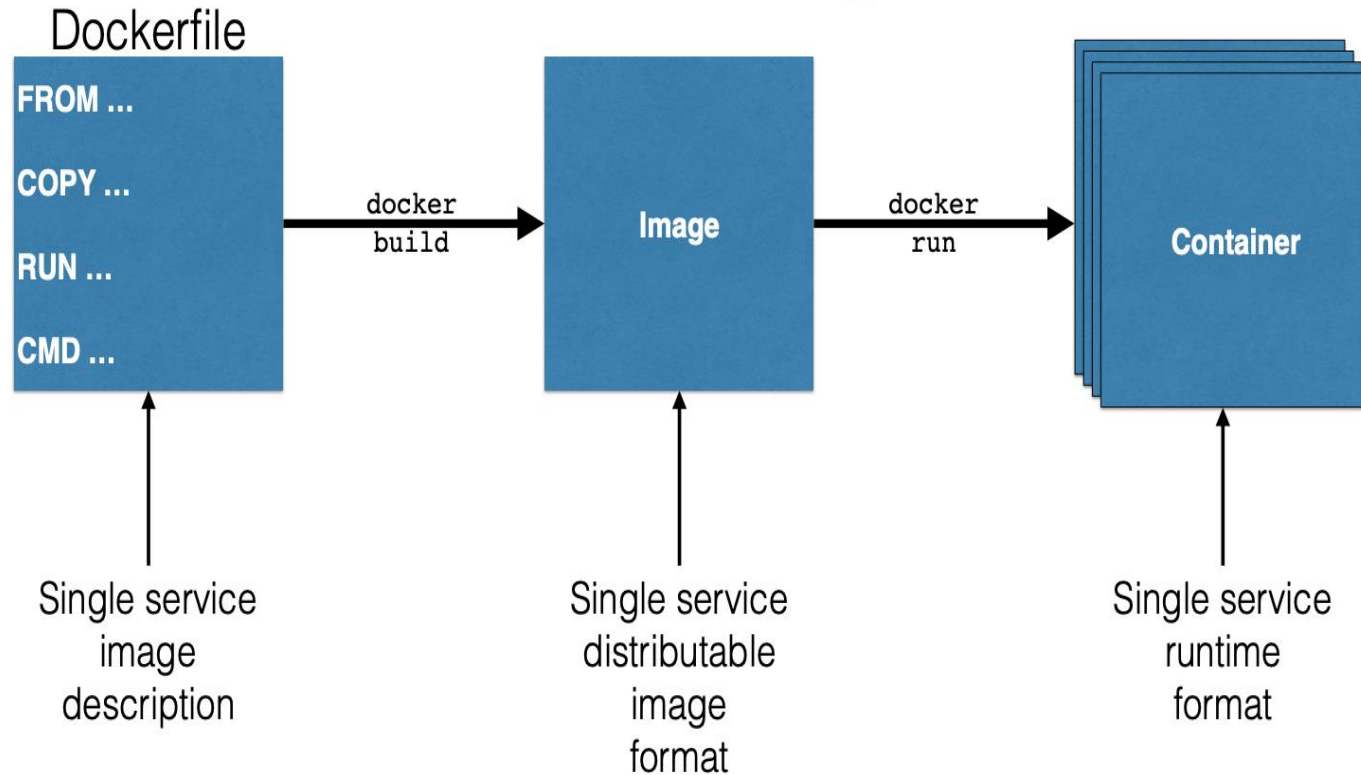 Dockerfile
FROM ...
COPY ...
RUN ...
CMD ...
docker
build
Image
docker
run
Container
Single service
image
description
Single service
distributable
image
format
Single service
runtime
format